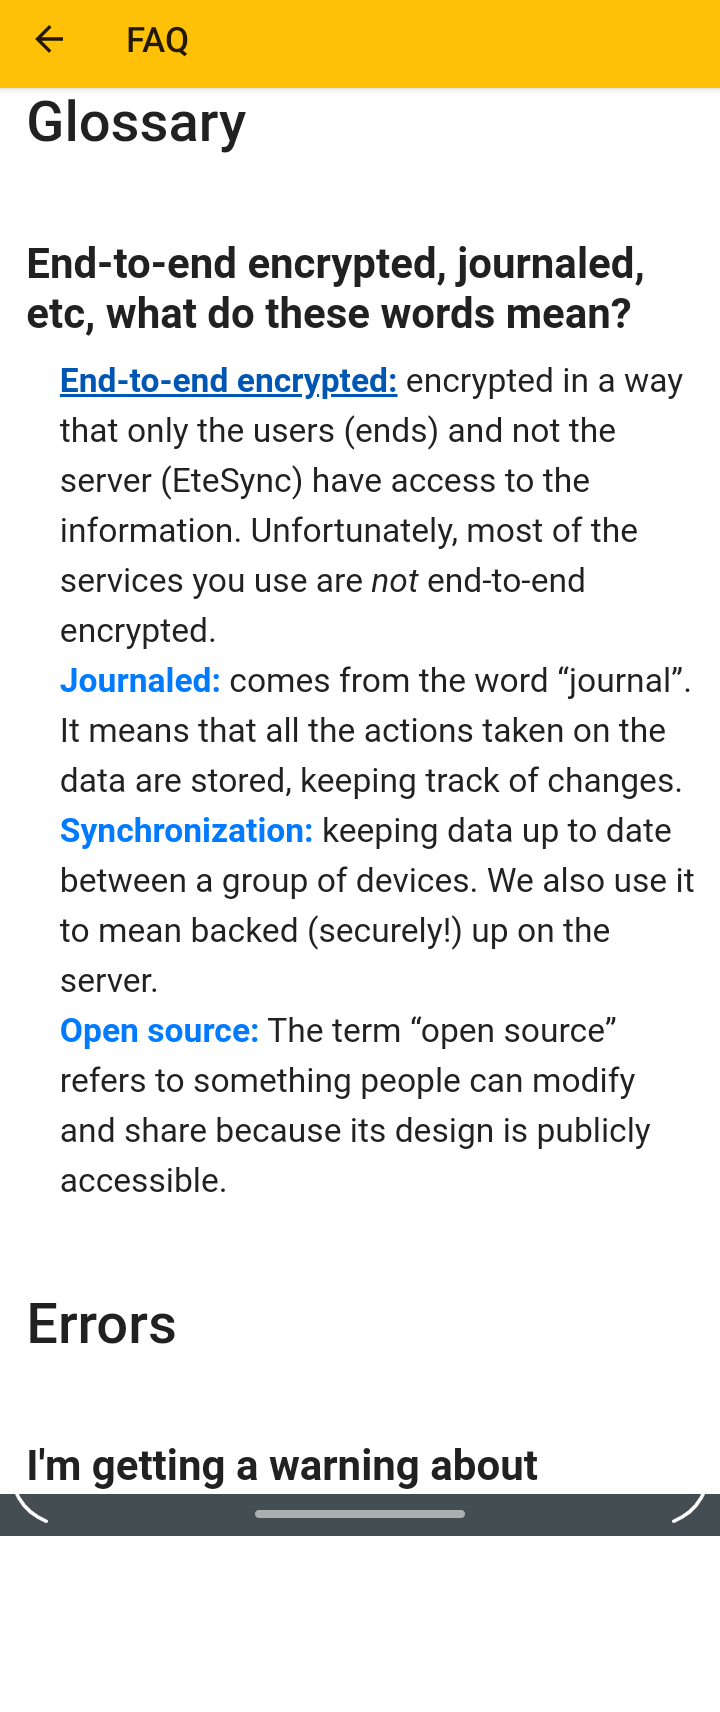 FAQ
Glossary
End-to-end encrypted, journaled,
etc, what do these words mean?
End-to-end encrypted: encrypted in a way
that only the users (ends) and not the
server (EteSync) have access to the
information. Unfortunately, most of the
services you use are not end-to-end
encrypted.
Journaled: comes from the word “journal”.
It means that all the actions taken on the
data are stored, keeping track of changes.
Synchronization: keeping data up to date
between a group of devices. We also use it
to mean backed (securely!) up on the
server.
Open source: The term “open source”
refers to something people can modify
and share because its design is publicly
accessible.
Errors
I'm getting a warning about